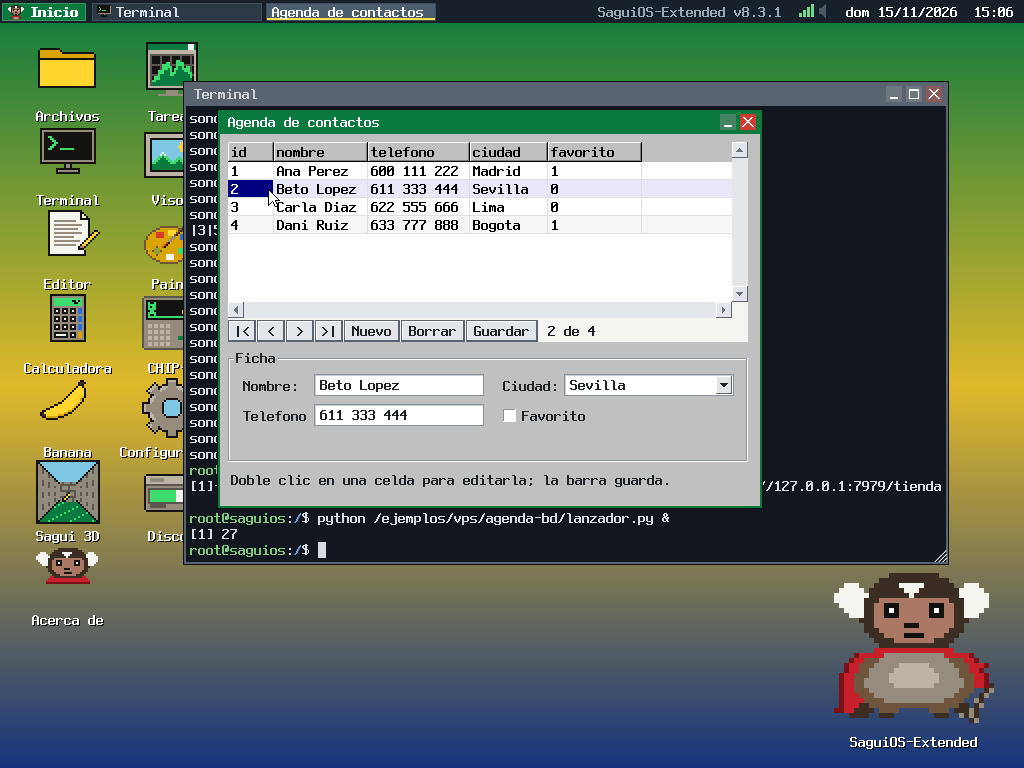 Inicio
Terminal
Agenda de contactos
SaguiOS-Extended v8.3.1
dom 15/11/2026
15:06
Archivos
Terminal
Editor
Calculadora
Banana
Sagui 3D
Acerca de
Tarea
Viso
Pain
CHIP
Configur
Disc
Terminal
Agenda de contactos
id nombre telefono ciudad favorito
1 Ana Perez 600 111 222 Madrid 1
2 Beto Lopez 611 333 444 Sevilla 0
3 Carla Diaz 622 555 666 Lima 0
4 Dani Ruiz 633 777 888 Bogota 1
|< < > >| Nuevo Borrar Guardar 2 de 4
Ficha
Nombre: Beto Lopez Ciudad: Sevilla
Telefono 611 333 444 Favorito
Doble clic en una celda para editarla; la barra guarda.
/127.0.0.1:7979/tienda
root@saguios:/$ python /ejemplos/vps/agenda-bd/lanzador.py &
[1] 27
root@saguios:/$
SaguiOS-Extended